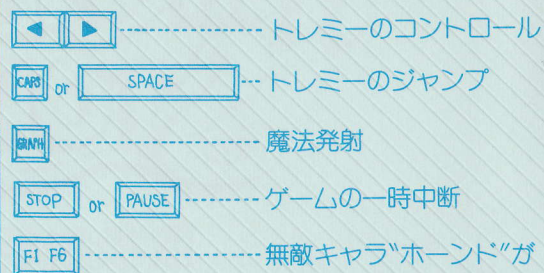 ◀ ▶ トレミーのコントロール
CAPS or SPACE トレミーのジャンプ
GRAPH 魔法発射
STOP or PAUSE ゲームの一時中断
F1 F6 無敵キャラ"ホーンド"が